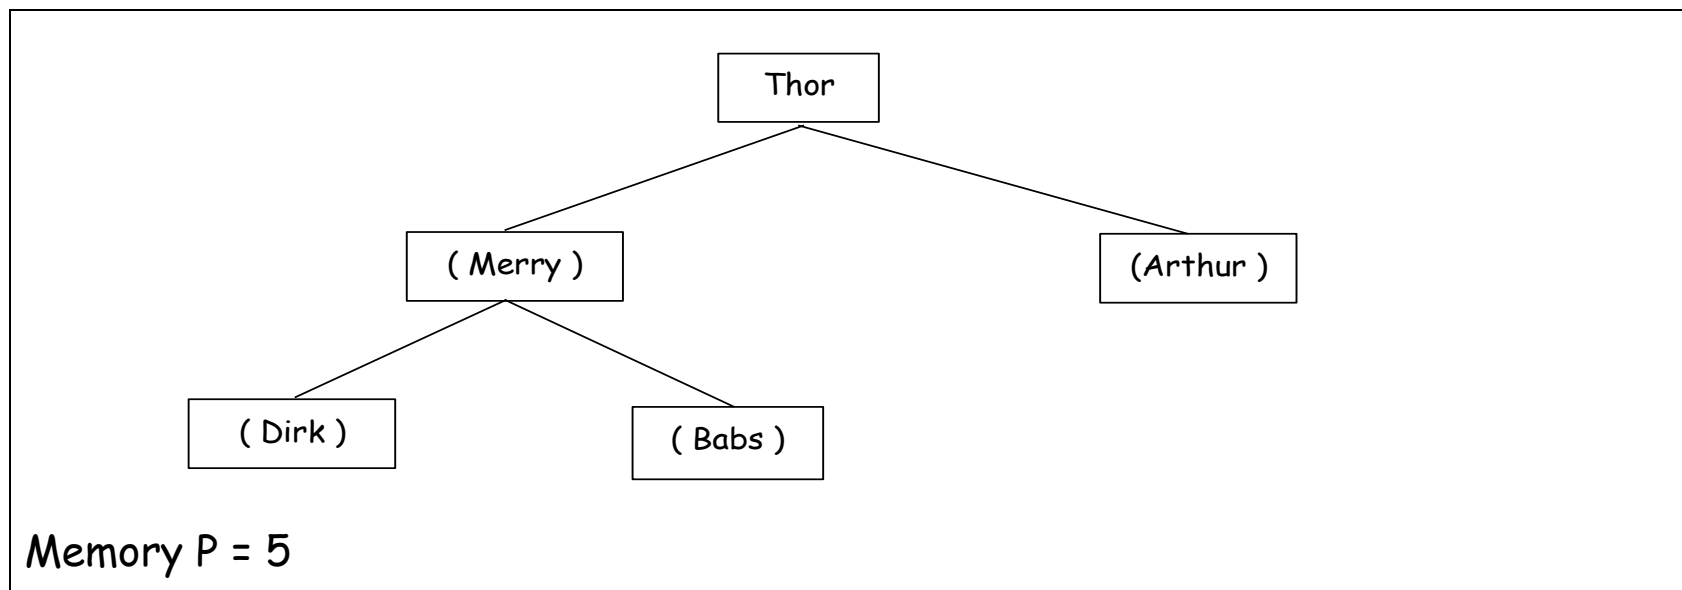 Thor
( Merry )
(Arthur )
( Dirk )
( Babs )
Memory P = 5